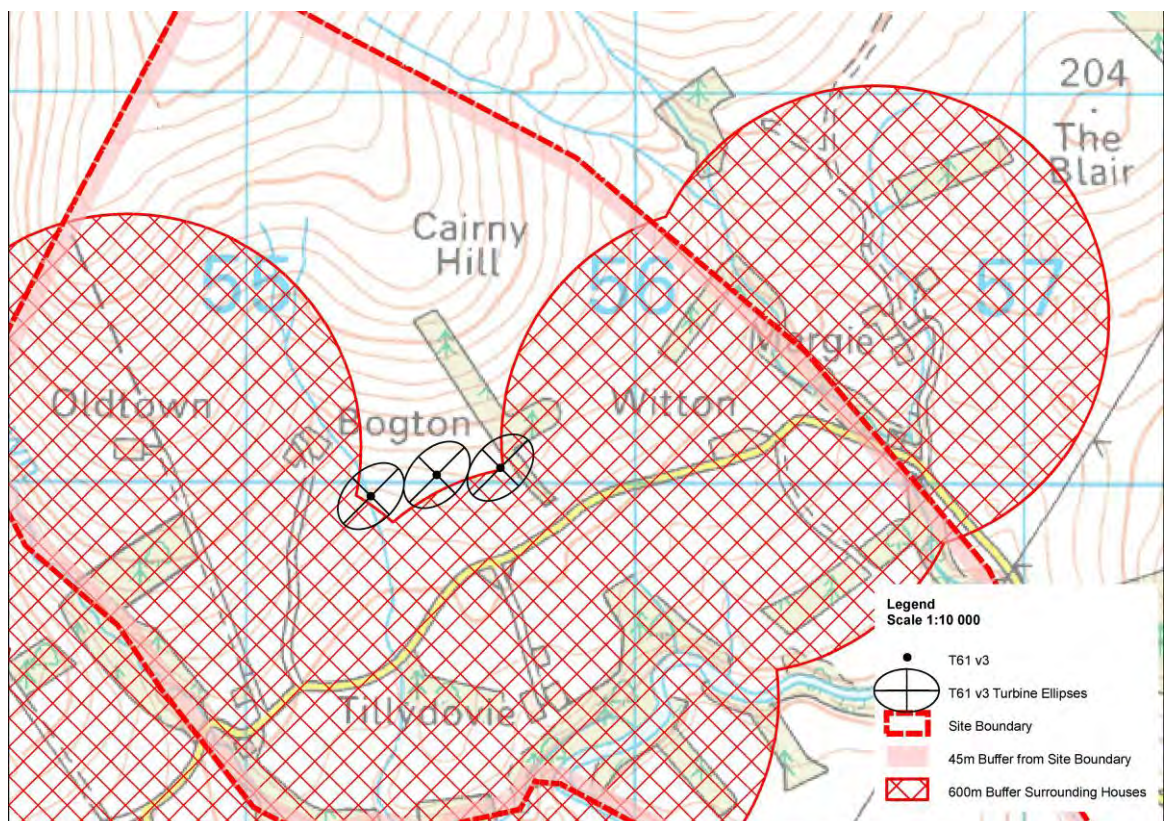 204
The
Blair
Cairny
Hill
55
56
57
Margie
Oldtown
Bogton
Witton
Tillydovie
Legend
Scale 1:10 000
T61 v3
T61 v3 Turbine Ellipses
Site Boundary
45m Buffer from Site Boundary
600m Buffer Surrounding Houses